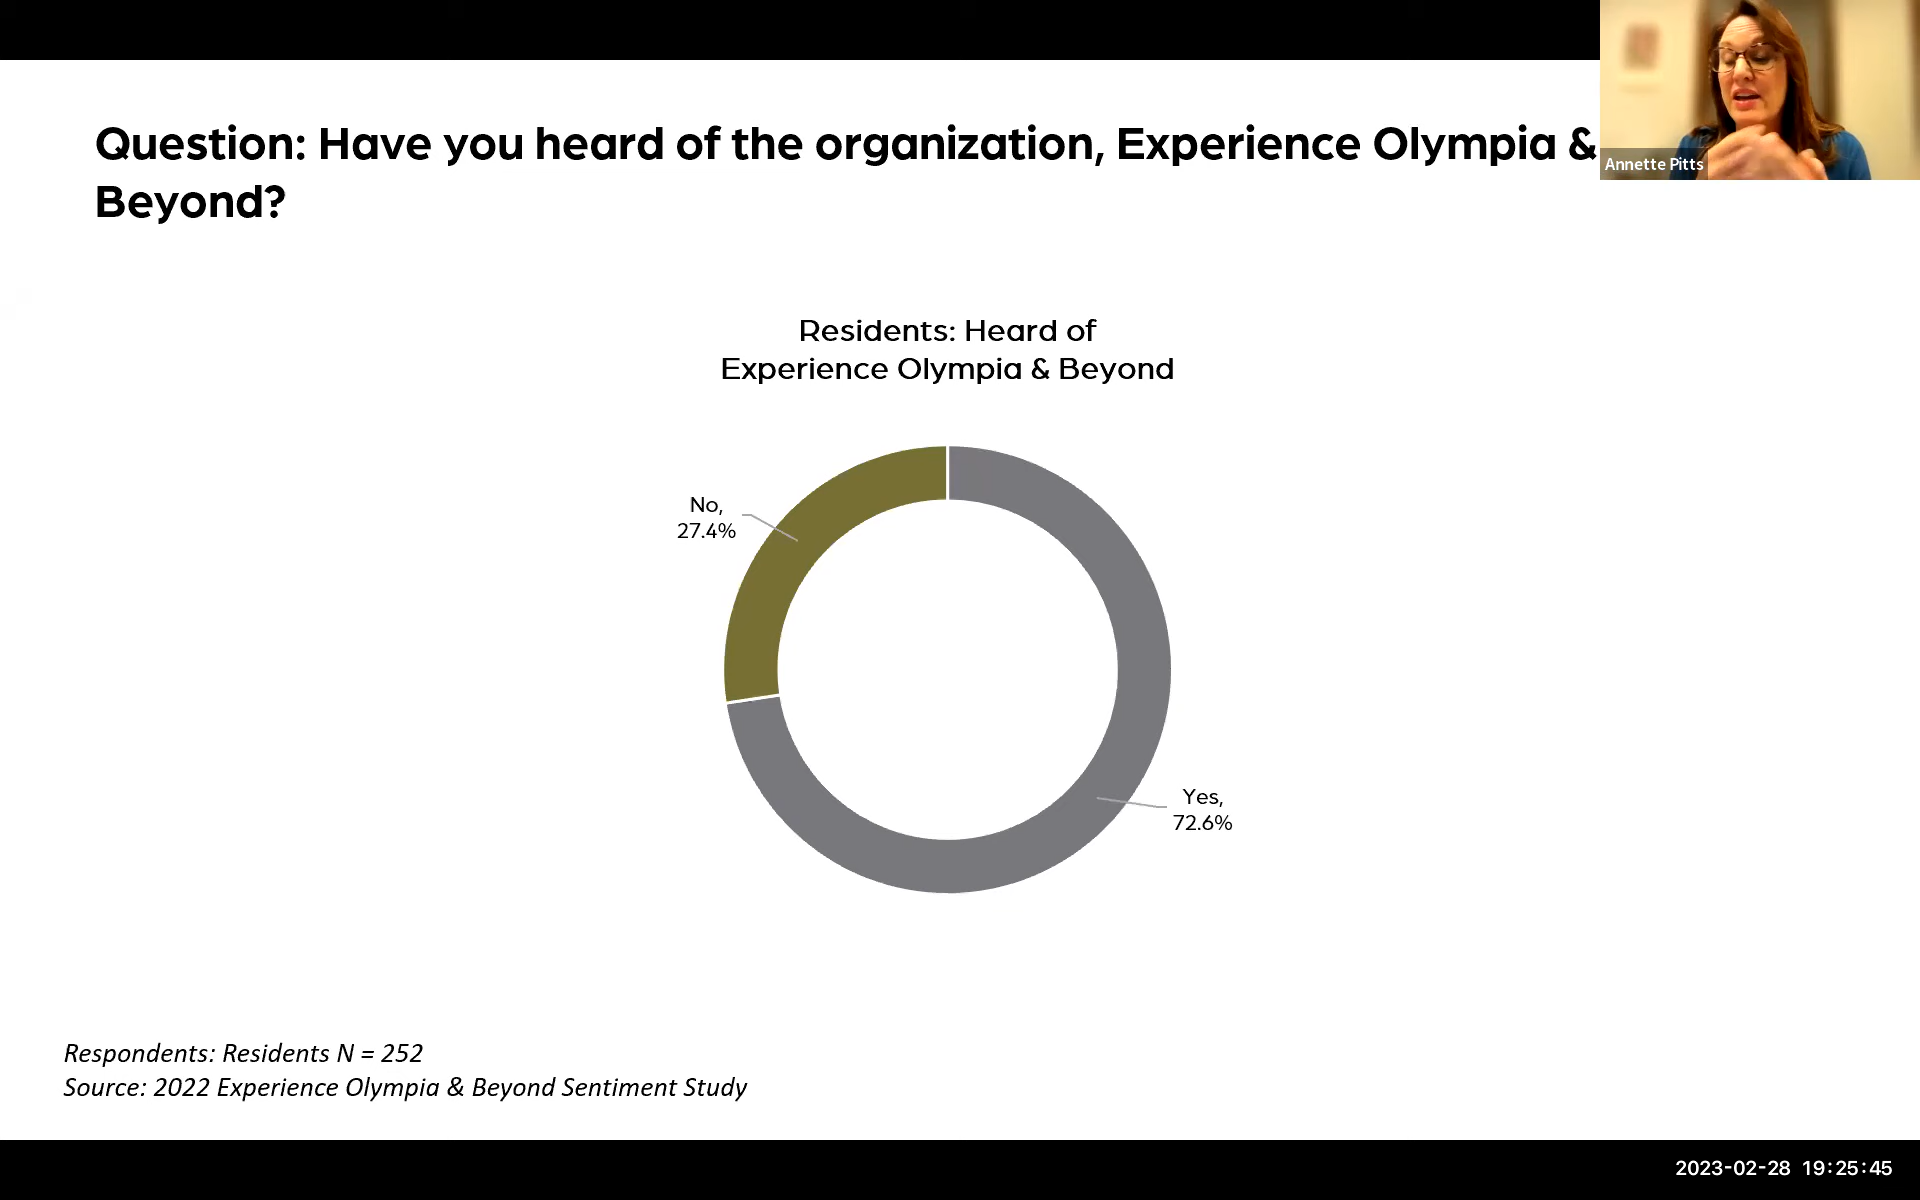 Question: Have you heard of the organization, Experience Olympia &
Beyond?
Annette Pitts
Residents: Heard of
Experience Olympia & Beyond
No,
27.4%
Yes,
72.6%
Respondents: Residents N = 252
Source: 2022 Experience Olympia & Beyond Sentiment Study
2023-02-28 19:25:45